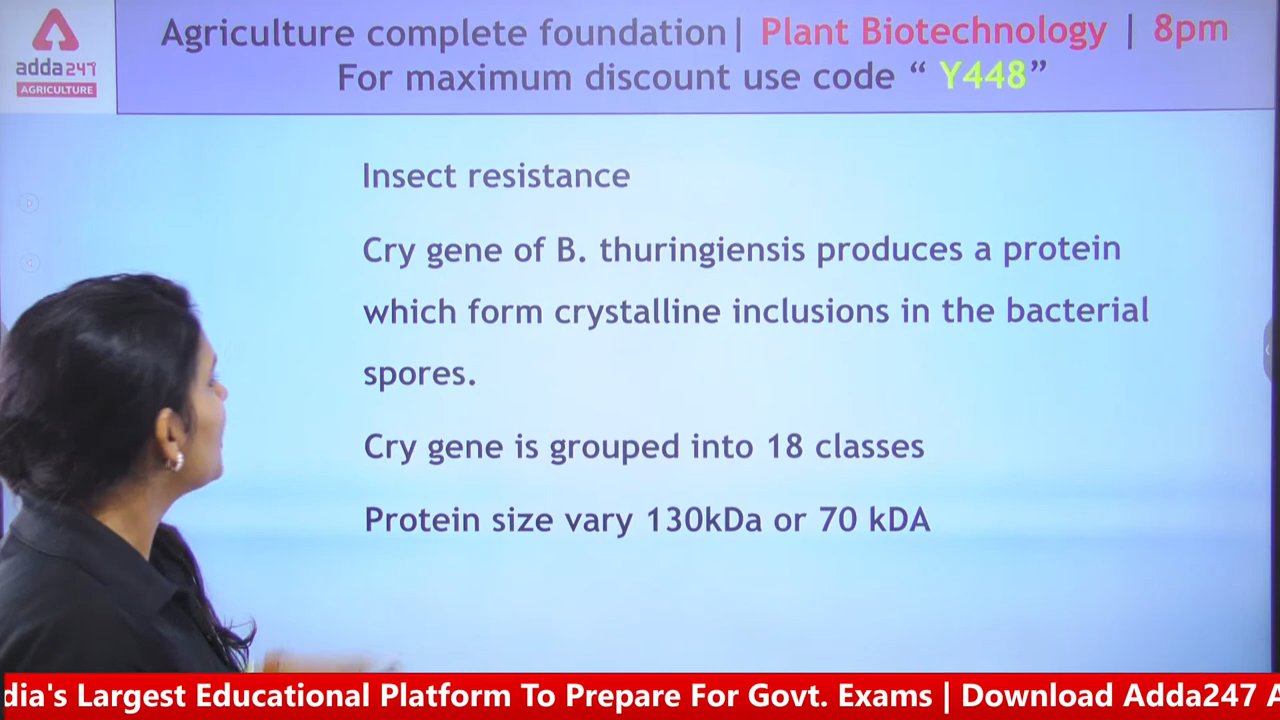 adda247
AGRICULTURE
Agriculture complete foundation| Plant Biotechnology | 8pm
For maximum discount use code “ Y448”
Insect resistance
Cry gene of B. thuringiensis produces a protein
which form crystalline inclusions in the bacterial
spores.
Cry gene is grouped into 18 classes
Protein size vary 130kDa or 70 kDA
dia's Largest Educational Platform To Prepare For Govt. Exams | Download Adda247 A